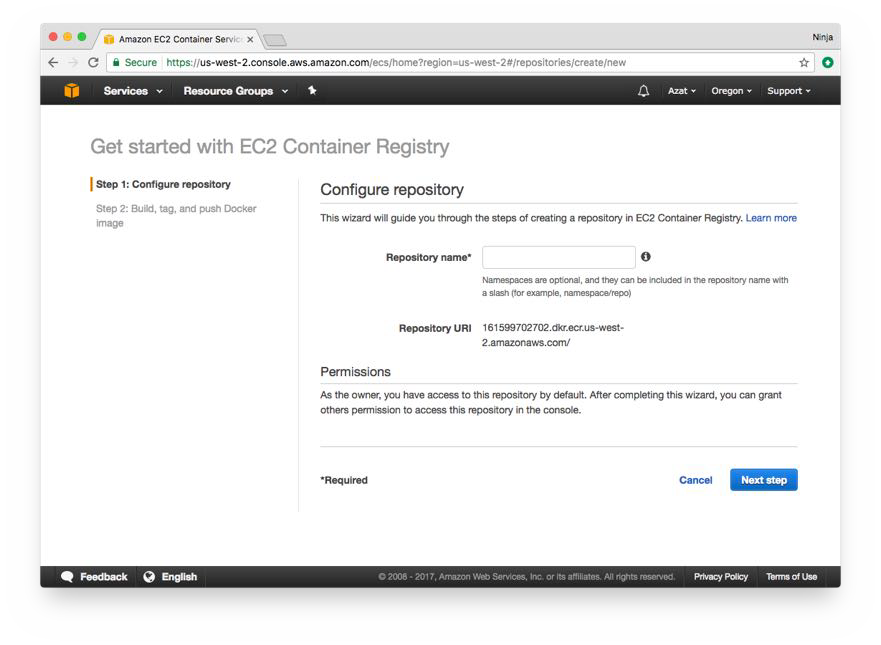 Amazon EC2 Container Servic
Ninja
Secure https://us-west-2.console.aws.amazon.com/ecs/home?region=us-west-2#/repositories/create/new
Services Resource Groups Azat Oregon Support
Get started with EC2 Container Registry
Step 1: Configure repository
Step 2: Build, tag, and push Docker
image
Configure repository
This wizard will guide you through the steps of creating a repository in EC2 Container Registry. Learn more
Repository name*
Namespaces are optional, and they can be included in the repository name with
a slash (for example, namespace/repo)
Repository URI 161599702702.dkr.ecr.us-west-
2.amazonaws.com/
Permissions
As the owner, you have access to this repository by default. After completing this wizard, you can grant
others permission to access this repository in the console.
*Required Cancel Next step
Feedback English © 2006 - 2017, Amazon Web Services, Inc. or its affiliates. All rights reserved. Privacy Policy Terms of Use